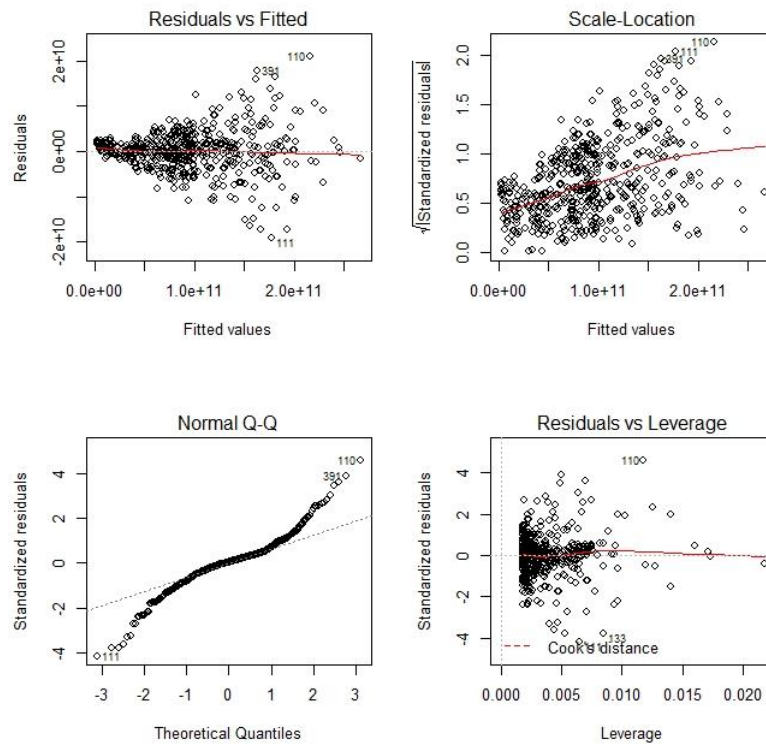 Residuals vs Fitted
Residuals
2e+10
0e+00
-2e+10
110
391
111
0.0e+00 1.0e+11 2.0e+11
Fitted values
Scale-Location
√|Standardized residuals|
2.0
1.5
1.0
0.5
0.0
110
111
391
0.0e+00 1.0e+11 2.0e+11
Fitted values
Normal Q-Q
Standardized residuals
4
2
0
-2
-4
110
391
111
-3 -2 -1 0 1 2 3
Theoretical Quantiles
Residuals vs Leverage
Standardized residuals
4
2
0
-2
-4
110
133
Cook's distance
0.000 0.005 0.010 0.015 0.020
Leverage